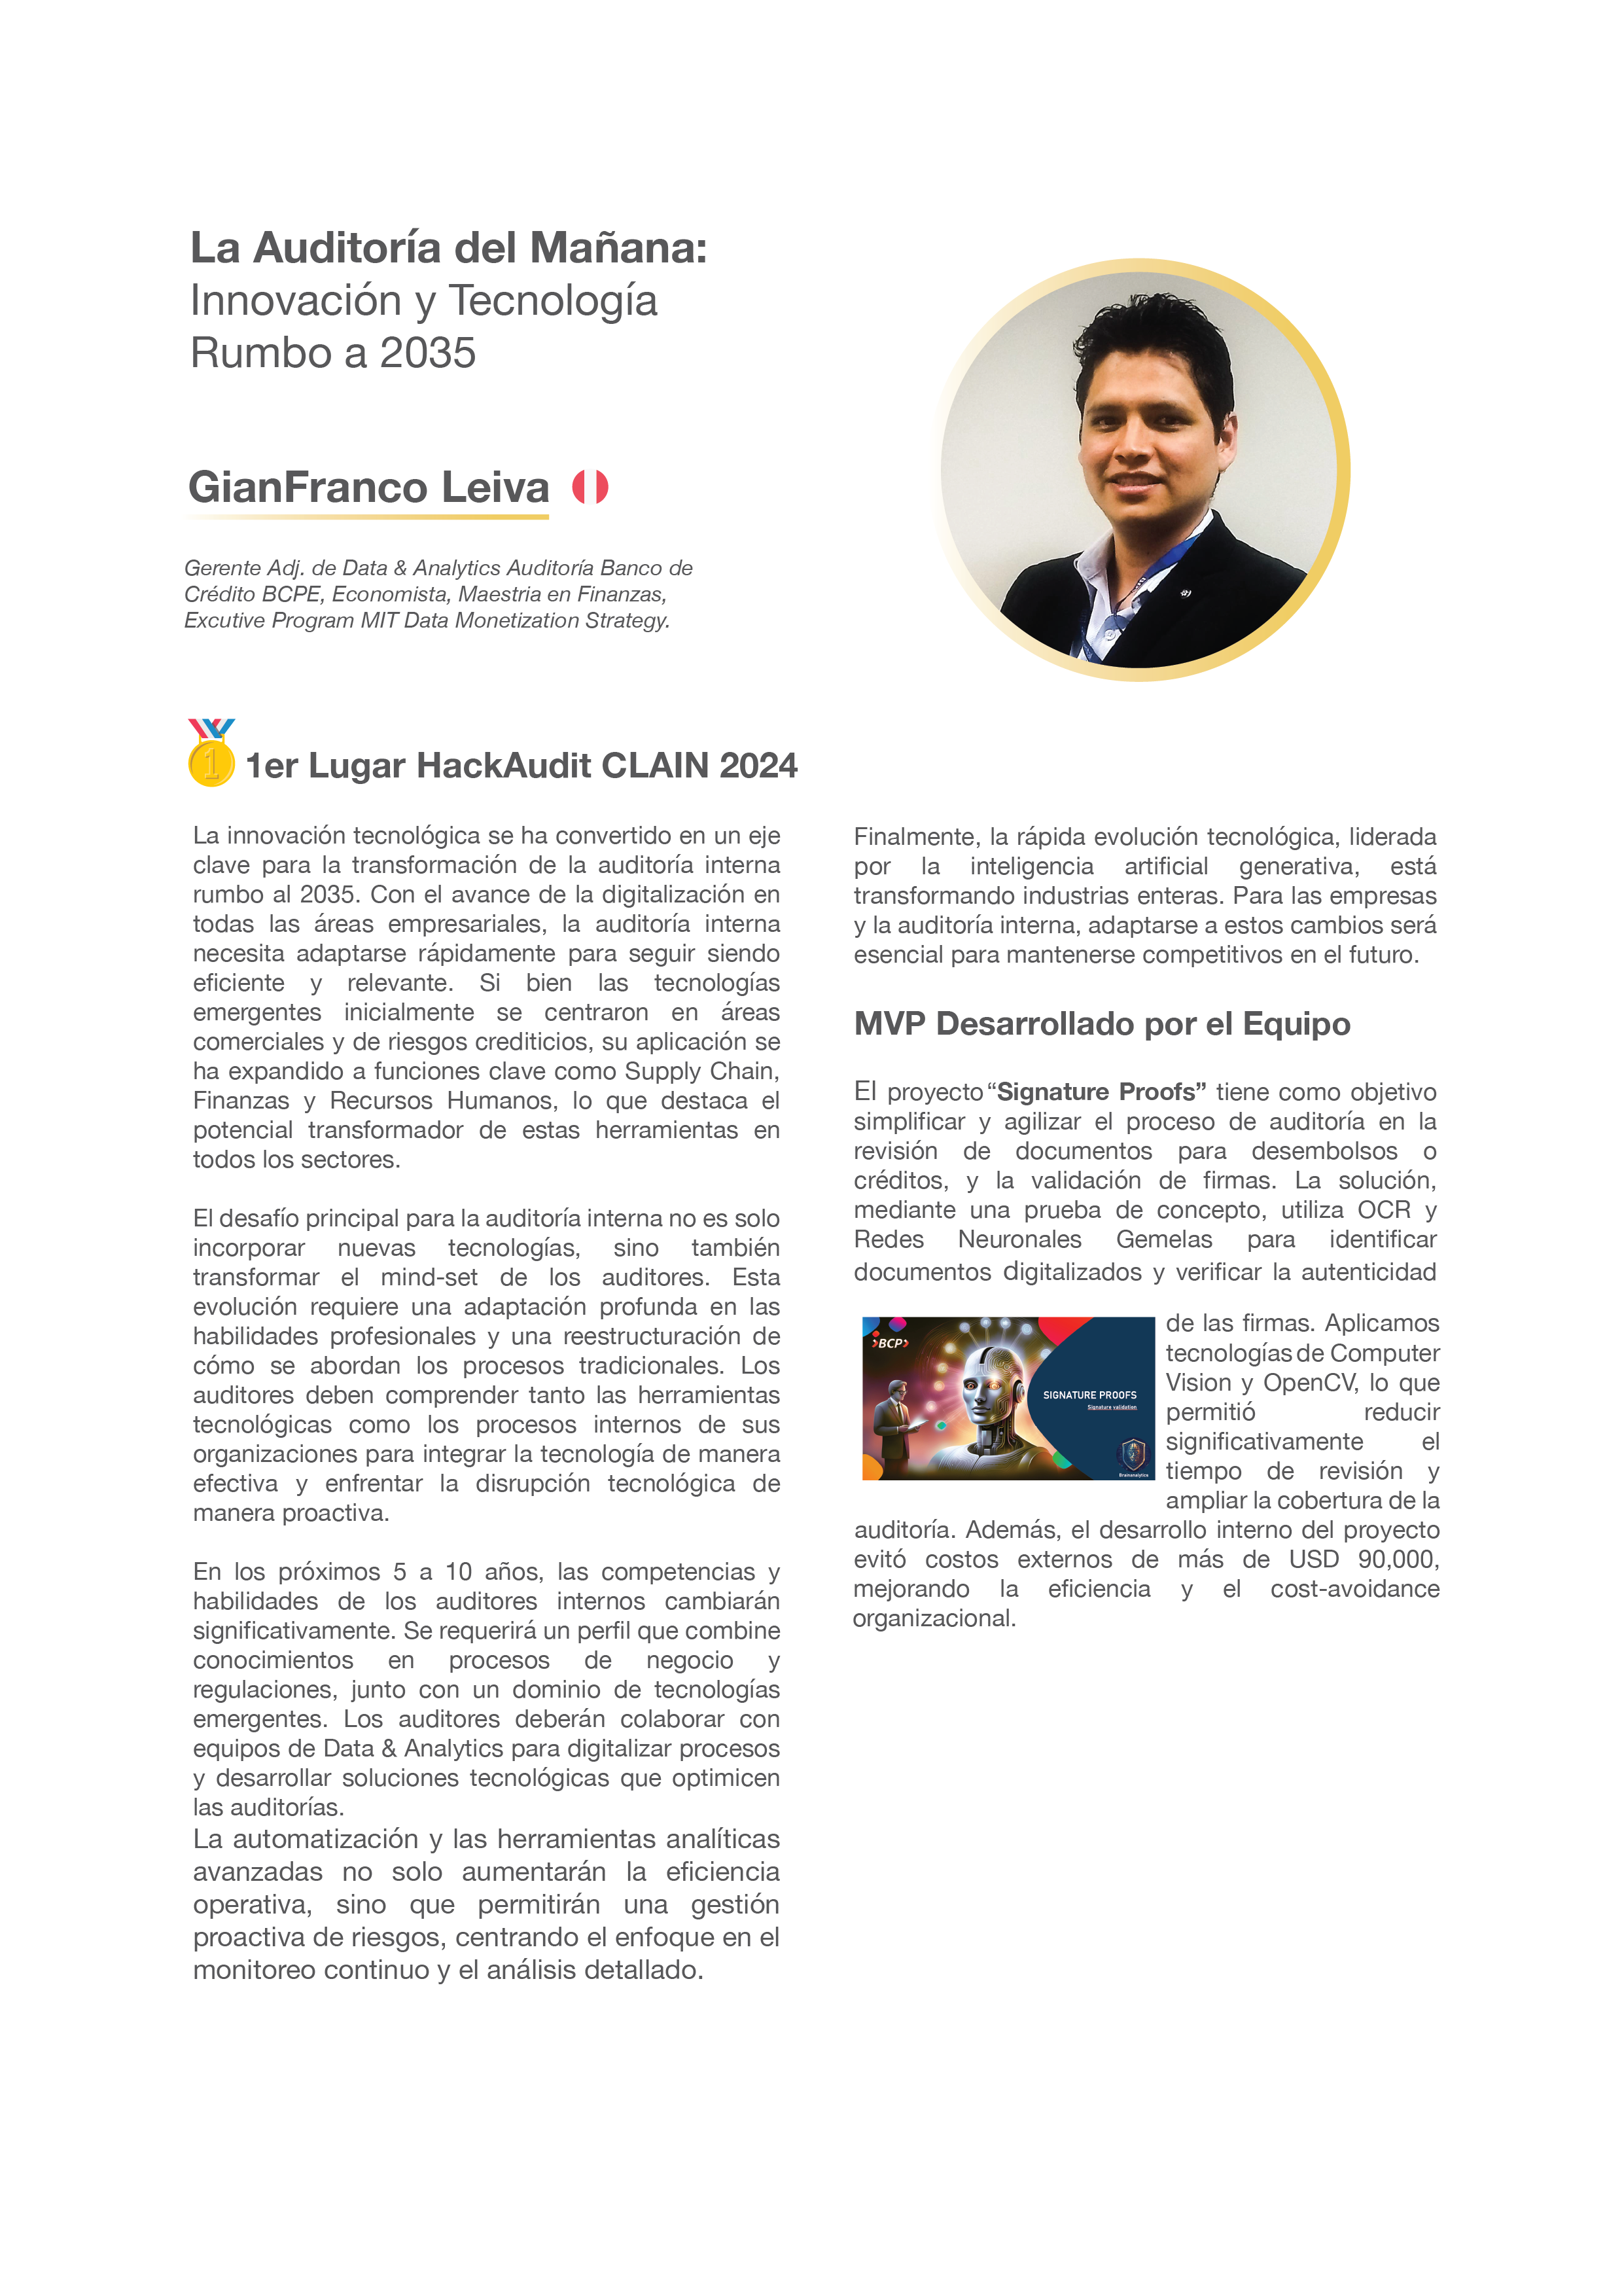 La Auditoría del Mañana:
Innovación y Tecnología
Rumbo a 2035
GianFranco Leiva
Gerente Adj. de Data & Analytics Auditoría Banco de
Crédito BCPE, Economista, Maestria en Finanzas,
Excutive Program MIT Data Monetization Strategy.
1
1er Lugar HackAudit CLAIN 2024
La innovación tecnológica se ha convertido en un eje
clave para la transformación de la auditoría interna
rumbo al 2035. Con el avance de la digitalización en
todas las áreas empresariales, la auditoría interna
necesita adaptarse rápidamente para seguir siendo
eficiente y relevante. Si bien las tecnologías
emergentes inicialmente se centraron en áreas
comerciales y de riesgos crediticios, su aplicación se
ha expandido a funciones clave como Supply Chain,
Finanzas y Recursos Humanos, lo que destaca el
potencial transformador de estas herramientas en
todos los sectores.
El desafío principal para la auditoría interna no es solo
incorporar nuevas tecnologías, sino también
transformar el mind-set de los auditores. Esta
evolución requiere una adaptación profunda en las
habilidades profesionales y una reestructuración de
cómo se abordan los procesos tradicionales. Los
auditores deben comprender tanto las herramientas
tecnológicas como los procesos internos de sus
organizaciones para integrar la tecnología de manera
efectiva y enfrentar la disrupción tecnológica de
manera proactiva.
En los próximos 5 a 10 años, las competencias y
habilidades de los auditores internos cambiarán
significativamente. Se requerirá un perfil que combine
conocimientos en procesos de negocio y
regulaciones, junto con un dominio de tecnologías
emergentes. Los auditores deberán colaborar con
equipos de Data & Analytics para digitalizar procesos
y desarrollar soluciones tecnológicas que optimicen
las auditorías.
La automatización y las herramientas analíticas
avanzadas no solo aumentarán la eficiencia
operativa, sino que permitirán una gestión
proactiva de riesgos, centrando el enfoque en el
monitoreo continuo y el análisis detallado.
Finalmente, la rápida evolución tecnológica, liderada
por la inteligencia artificial generativa, está
transformando industrias enteras. Para las empresas
y la auditoría interna, adaptarse a estos cambios será
esencial para mantenerse competitivos en el futuro.
MVP Desarrollado por el Equipo
El proyecto “Signature Proofs” tiene como objetivo
simplificar y agilizar el proceso de auditoría en la
revisión de documentos para desembolsos o
créditos, y la validación de firmas. La solución,
mediante una prueba de concepto, utiliza OCR y
Redes Neuronales Gemelas para identificar
documentos digitalizados y verificar la autenticidad
BCP
SIGNATURE PROOFS
Signature validation
Brainanalytics
de las firmas. Aplicamos
tecnologías de Computer
Vision y OpenCV, lo que
permitió reducir
significativamente el
tiempo de revisión y
ampliar la cobertura de la
auditoría. Además, el desarrollo interno del proyecto
evitó costos externos de más de USD 90,000,
mejorando la eficiencia y el cost-avoidance
organizacional.